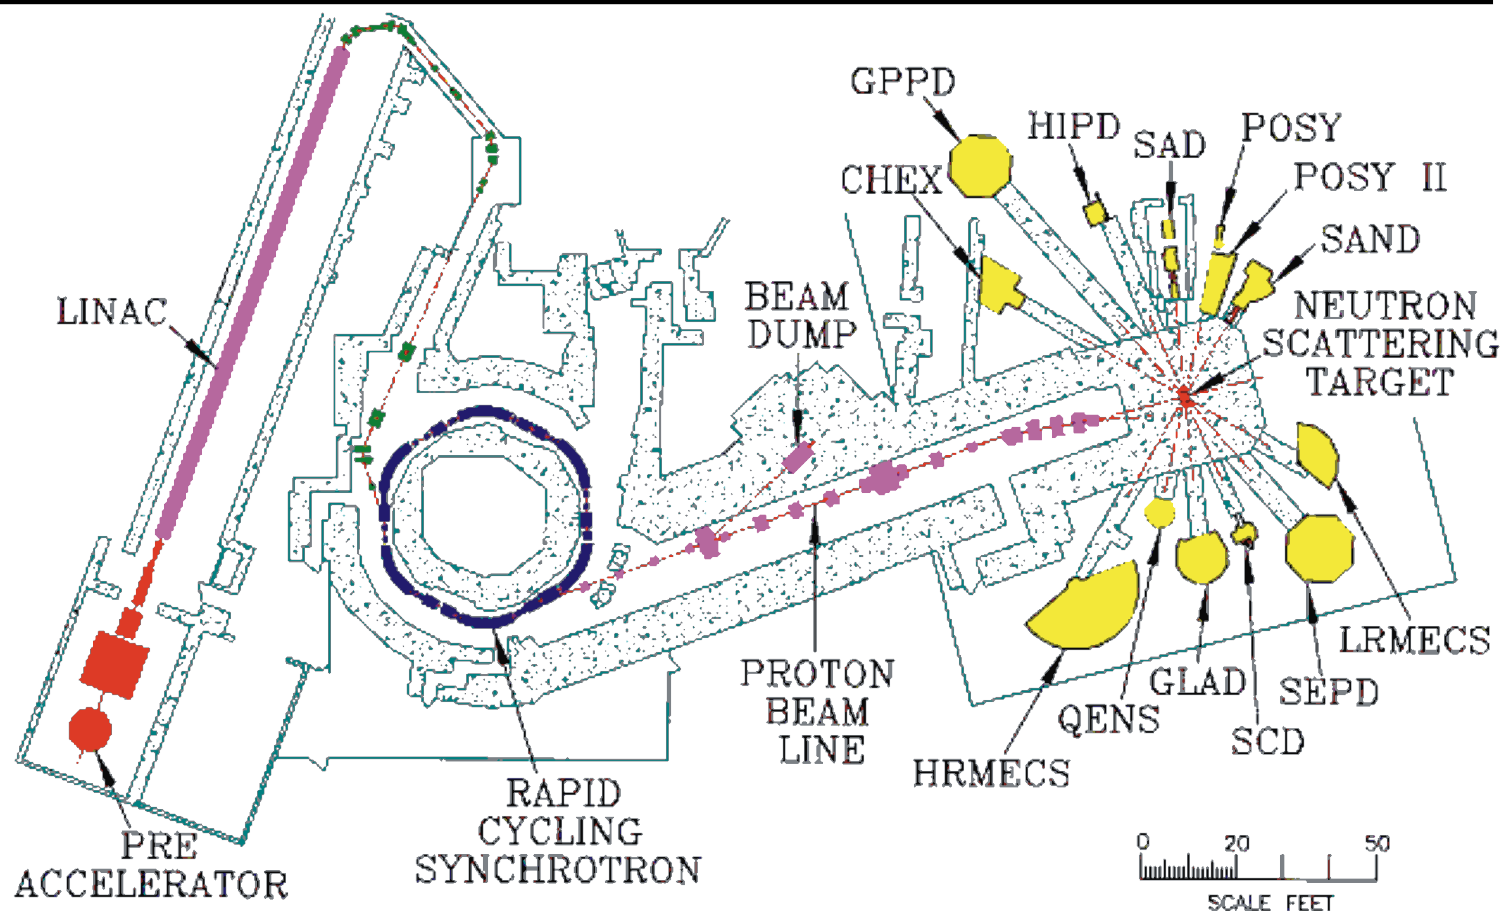 GPPD
HIPD
SAD
POSY
CHEX
POSY II
SAND
LINAC
BEAM
DUMP
NEUTRON
SCATTERING
TARGET
PROTON
BEAM
LINE
LRMECS
GLAD
SEPD
QENS
SCD
HRMECS
RAPID
CYCLING
SYNCHROTRON
PRE
ACCELERATOR
0 20 50
SCALE FEET